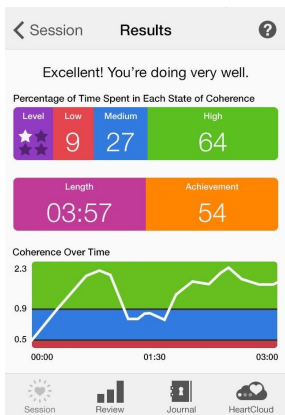 Session Results ?
Excellent! You're doing very well.
Percentage of Time Spent in Each State of Coherence
Level Low Medium High
9 27 64
Length Achievement
03:57 54
Coherence Over Time
2.3
0.9
0.5
00:00 01:30 03:00
Session Review Journal HeartCloud